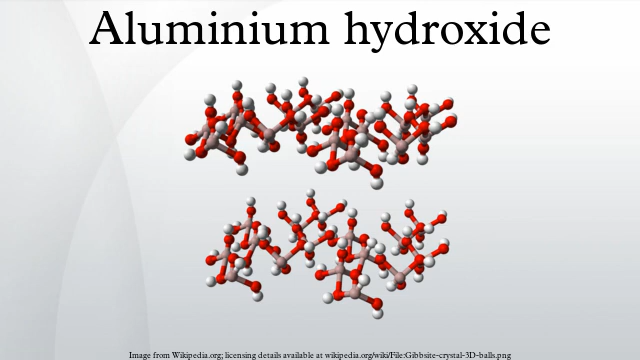 Aluminium hydroxide
Image from Wikipedia.org; licensing details available at wikipedia.org/wiki/File:Gibbsite-crystal-3D-balls.png